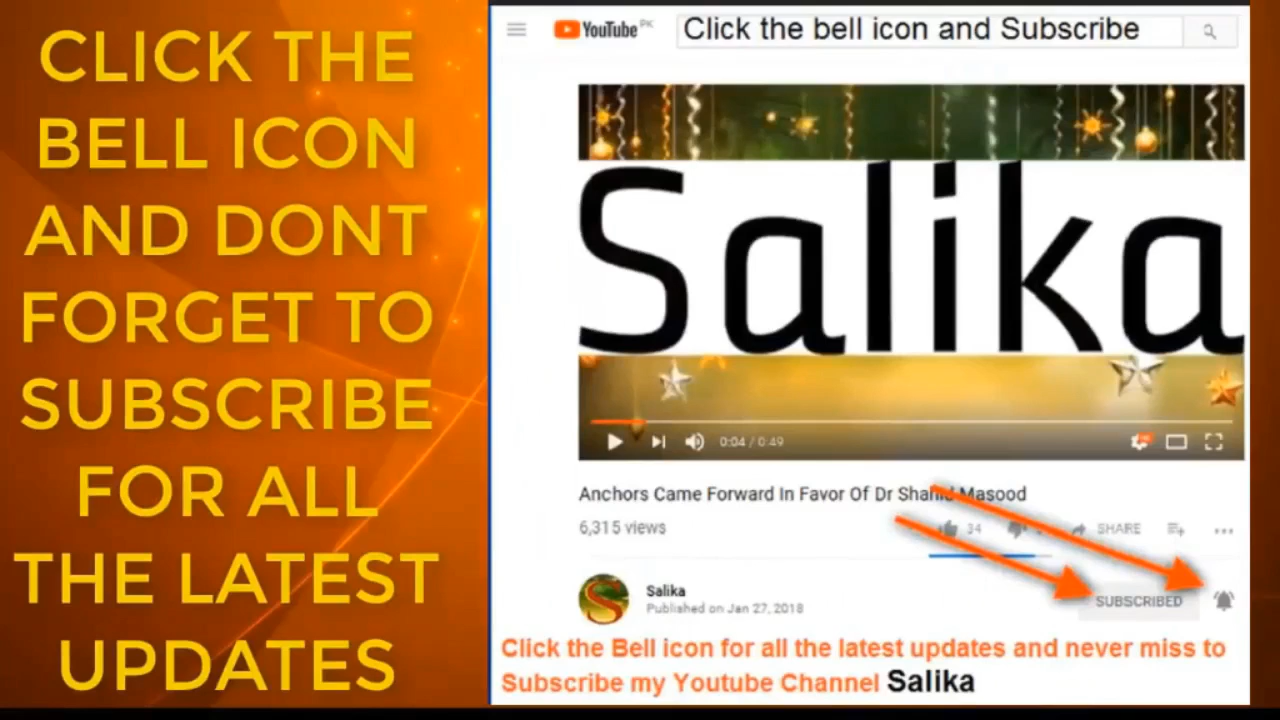 CLICK THE
BELL ICON
AND DONT
FORGET TO
SUBSCRIBE
FOR ALL
THE LATEST
UPDATES
YouTube PK
Click the bell icon and Subscribe
Salika
0:04 / 0:49
Anchors Came Forward In Favor Of Dr Shahid Masood
6,315 views
34
SHARE
Salika
Published on Jan 27, 2018
SUBSCRIBED
Click the Bell icon for all the latest updates and never miss to
Subscribe my Youtube Channel Salika